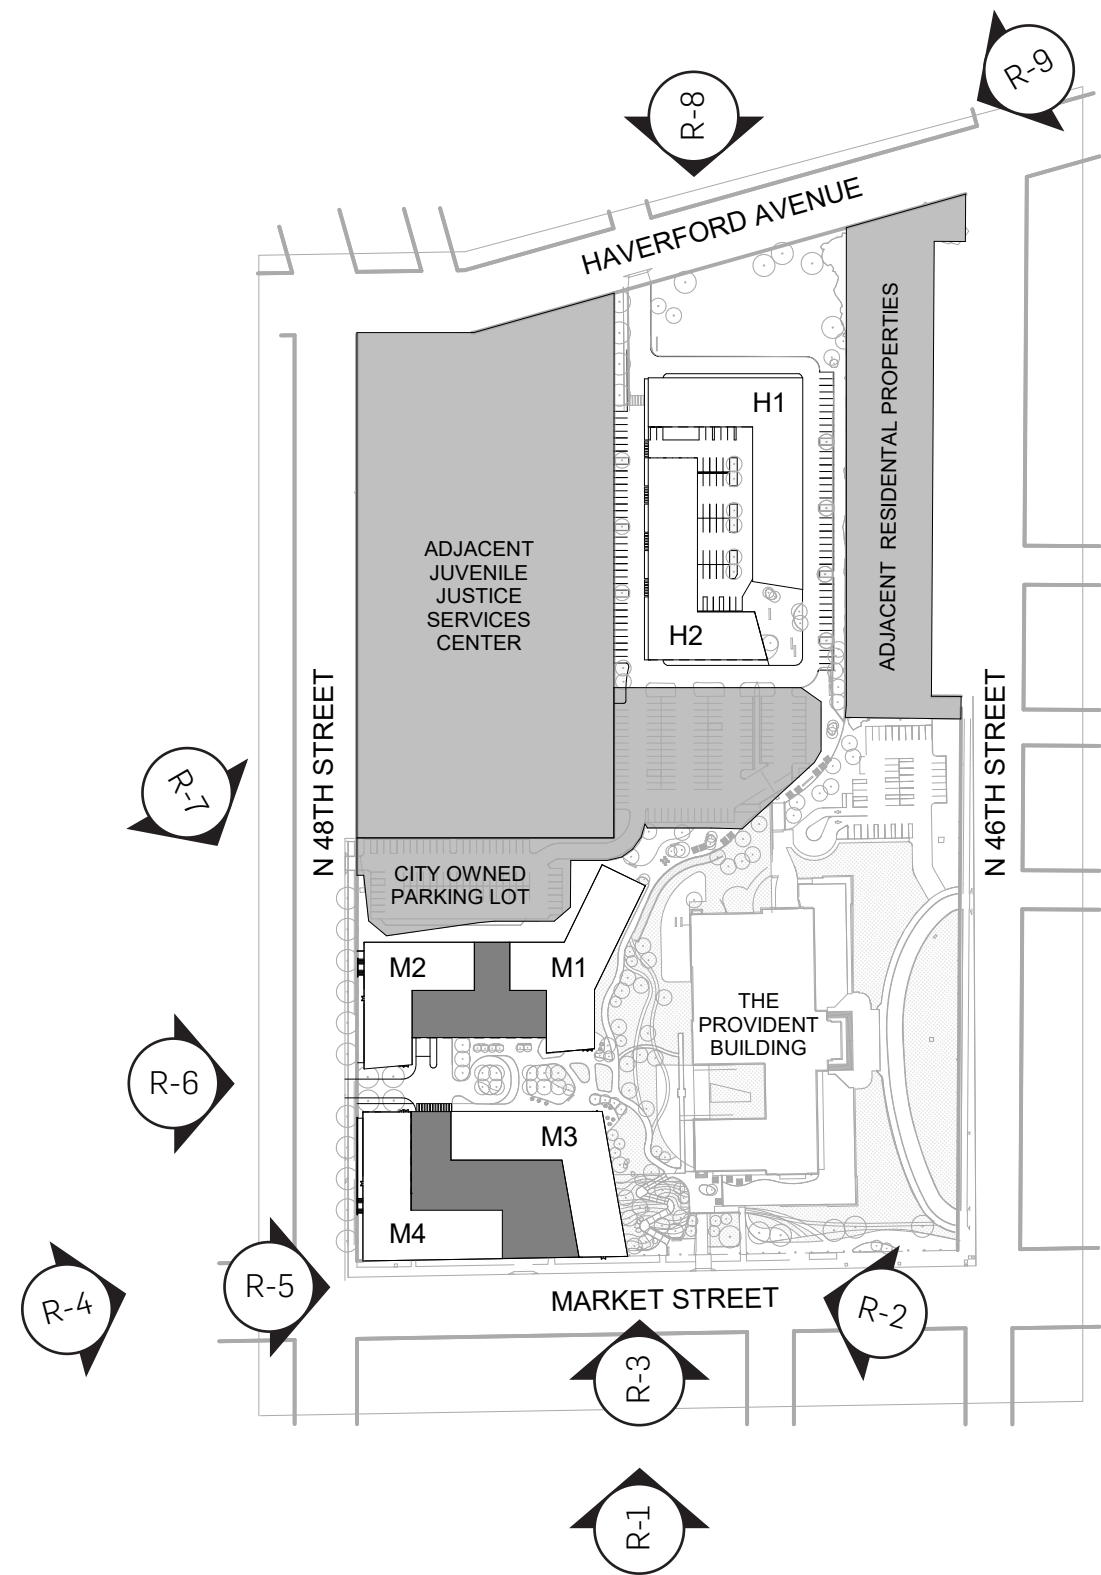 R-9
R-8
HAVERFORD AVENUE
H1
ADJACENT RESIDENTAL PROPERTIES
ADJACENT
JUVENILE
JUSTICE
SERVICES
CENTER
H2
N 48TH STREET
N 46TH STREET
R-7
CITY OWNED
PARKING LOT
M2
M1
THE
PROVIDENT
BUILDING
R-6
M3
M4
R-5
R-4
MARKET STREET
R-2
R-3
R-1